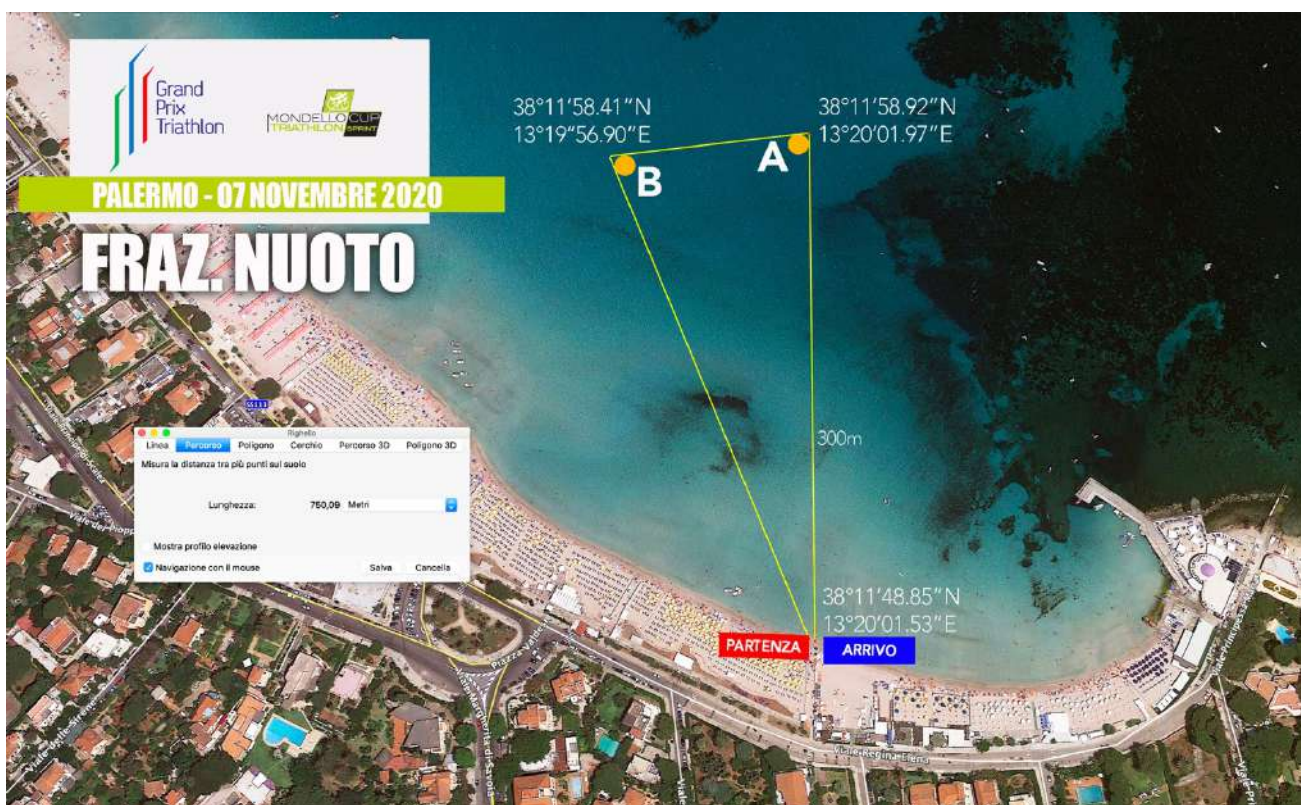 Grand
Prix
Triathlon
MONDELLO CUP
TRIATHLON SPRINT
PALERMO - 07 NOVEMBRE 2020
FRAZ. NUOTO
38°11'58.41"N
13°19"56.90"E
38°11'58.92"N
13°20'01.97"E
B
A
SS113
Righello
Linea Percorso Poligono Cerchio Percorso 3D Poligono 3D
Misura la distanza tra più punti sul suolo
Lunghezza: 750,09 Metri
Mostra profilo elevazione
Navigazione con il mouse Salva Cancella
300m
38°11'48.85"N
13°20'01.53"E
PARTENZA
ARRIVO
Piazza Valdesi
Viale Regina Elena